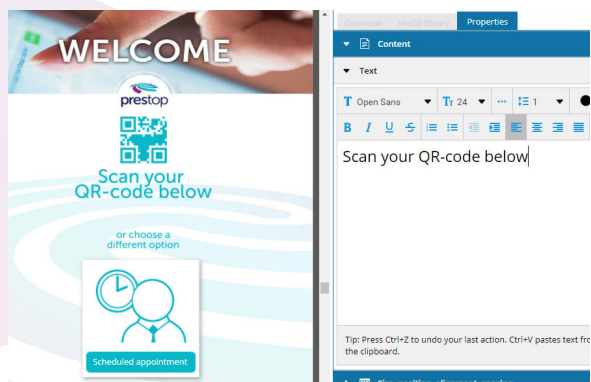 WELCOME
prestop
Scan your
QR-code below
or choose a
different option
Scheduled appointment
Overview Media library Properties
Content
Text
Open Sans 24 ... 1
B I U S
Scan your QR-code below
Tip: Press Ctrl+Z to undo your last action. Ctrl+V pastes text fro
the clipboard.